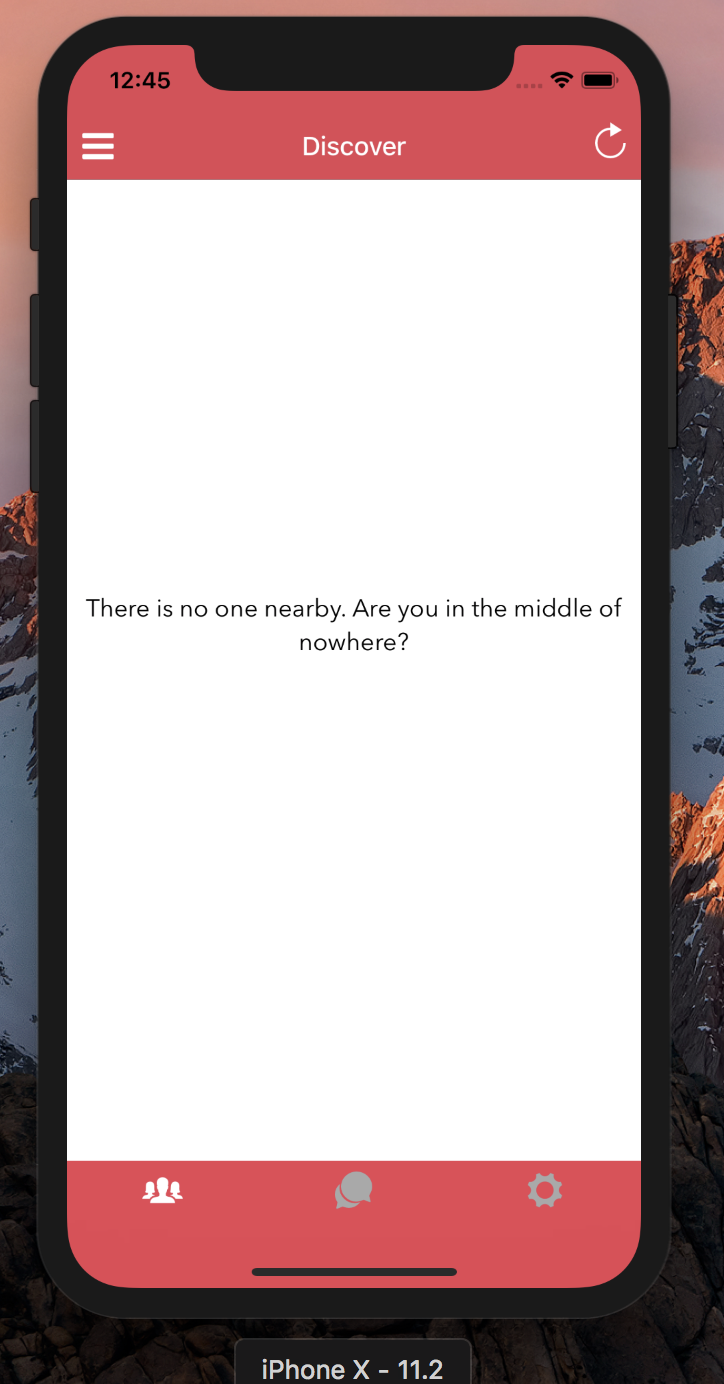 12:45
Discover
There is no one nearby. Are you in the middle of
nowhere?
iPhone X - 11.2